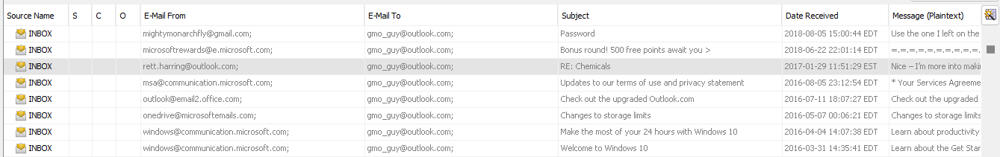 Source Name S C O E-Mail From E-Mail To Subject Date Received Message (Plaintext)
INBOX mightymonarchfly@gmail.com; gmo_guy@outlook.com; Password 2018-08-05 15:00:44 EDT Use the one I left on the
INBOX microsoftrewards@e.microsoft.com; gmo_guy@outlook.com; Bonus round! 500 free points await you > 2018-06-22 22:01:14 EDT =.=.=.=.=.=.=.=.=.=.
INBOX rett.harring@outlook.com; gmo_guy@outlook.com; RE: Chemicals 2017-01-29 11:51:29 EST Nice – I'm more into maki
INBOX msa@communication.microsoft.com; gmo_guy@outlook.com; Updates to our terms of use and privacy statement 2016-08-05 23:12:54 EDT * Your Services Agreeme
INBOX outlook@email2.office.com; gmo_guy@outlook.com; Check out the upgraded Outlook.com 2016-07-11 18:07:27 EDT Check out the upgraded
INBOX onedrive@microsoftemails.com; gmo_guy@outlook.com; Changes to storage limits 2016-05-07 00:06:21 EDT Changes to storage limits
INBOX windows@communication.microsoft.com; gmo_guy@outlook.com; Make the most of your 24 hours with Windows 10 2016-04-04 14:07:38 EDT Learn about productivity
INBOX windows@communication.microsoft.com; gmo_guy@outlook.com; Welcome to Windows 10 2016-03-31 14:35:41 EDT Learn about the Get Star